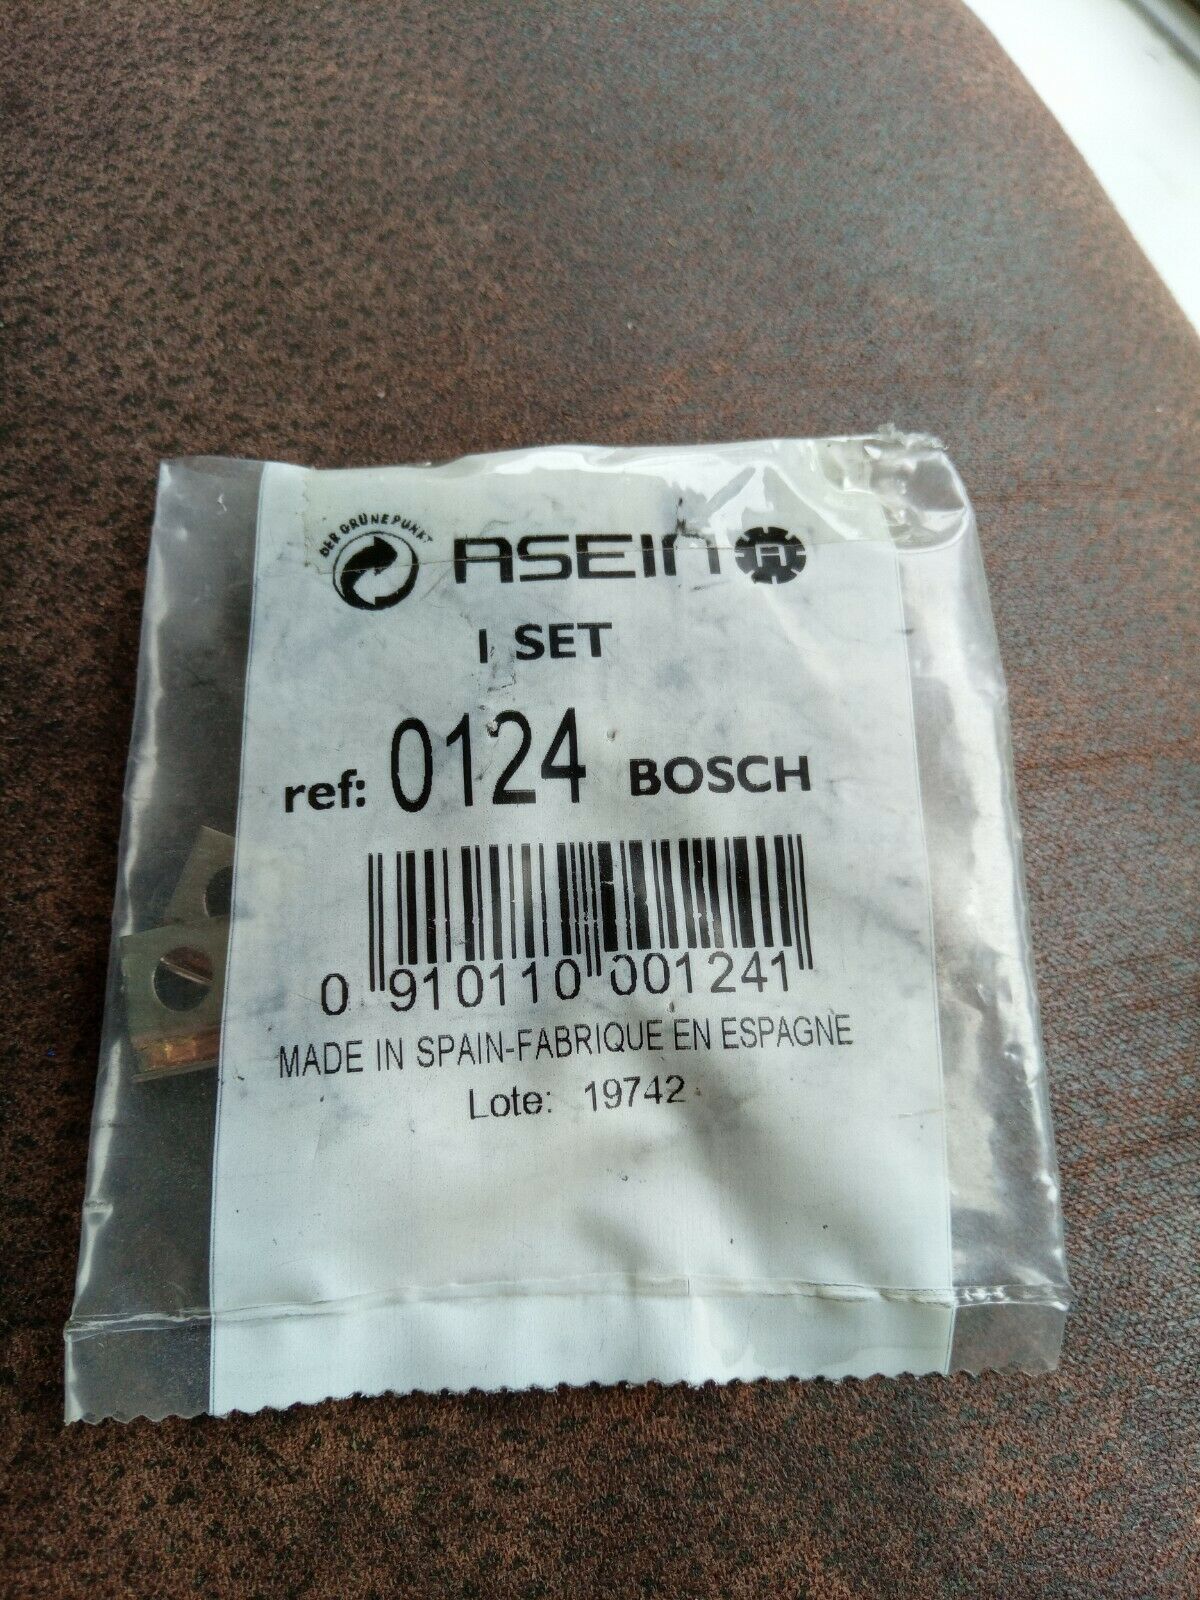 DER GRÜNE PUNKT
ASEIN
1 SET
ref: 0124 BOSCH
0 910110 001241
MADE IN SPAIN-FABRIQUE EN ESPAGNE
Lote: 19742